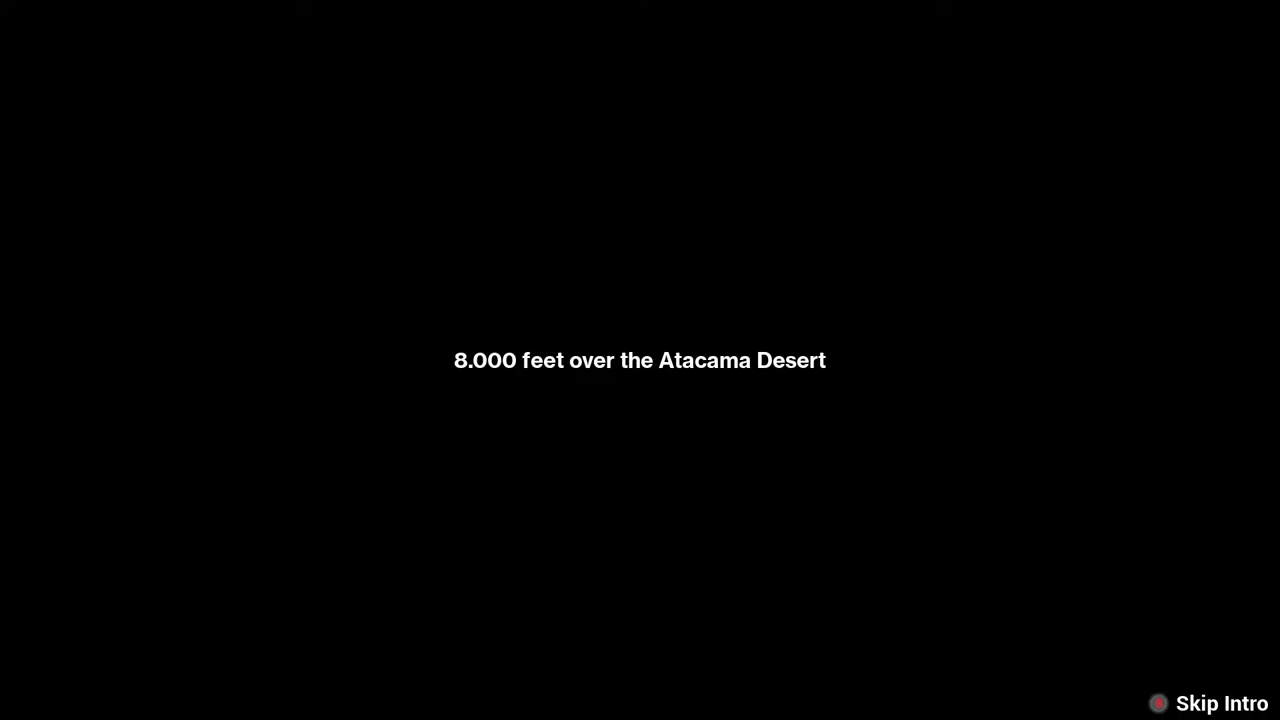 8.000 feet over the Atacama Desert
Skip Intro